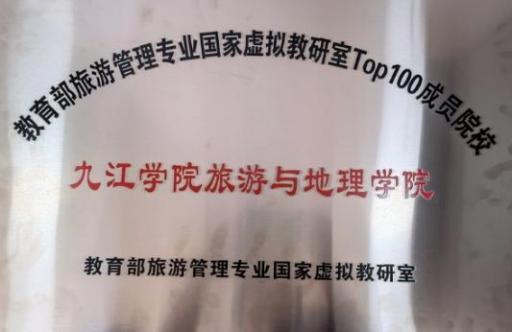 教育部旅游管理专业国家虚拟教研室Top100成员院校
九江学院旅游与地理学院
教育部旅游管理专业国家虚拟教研室